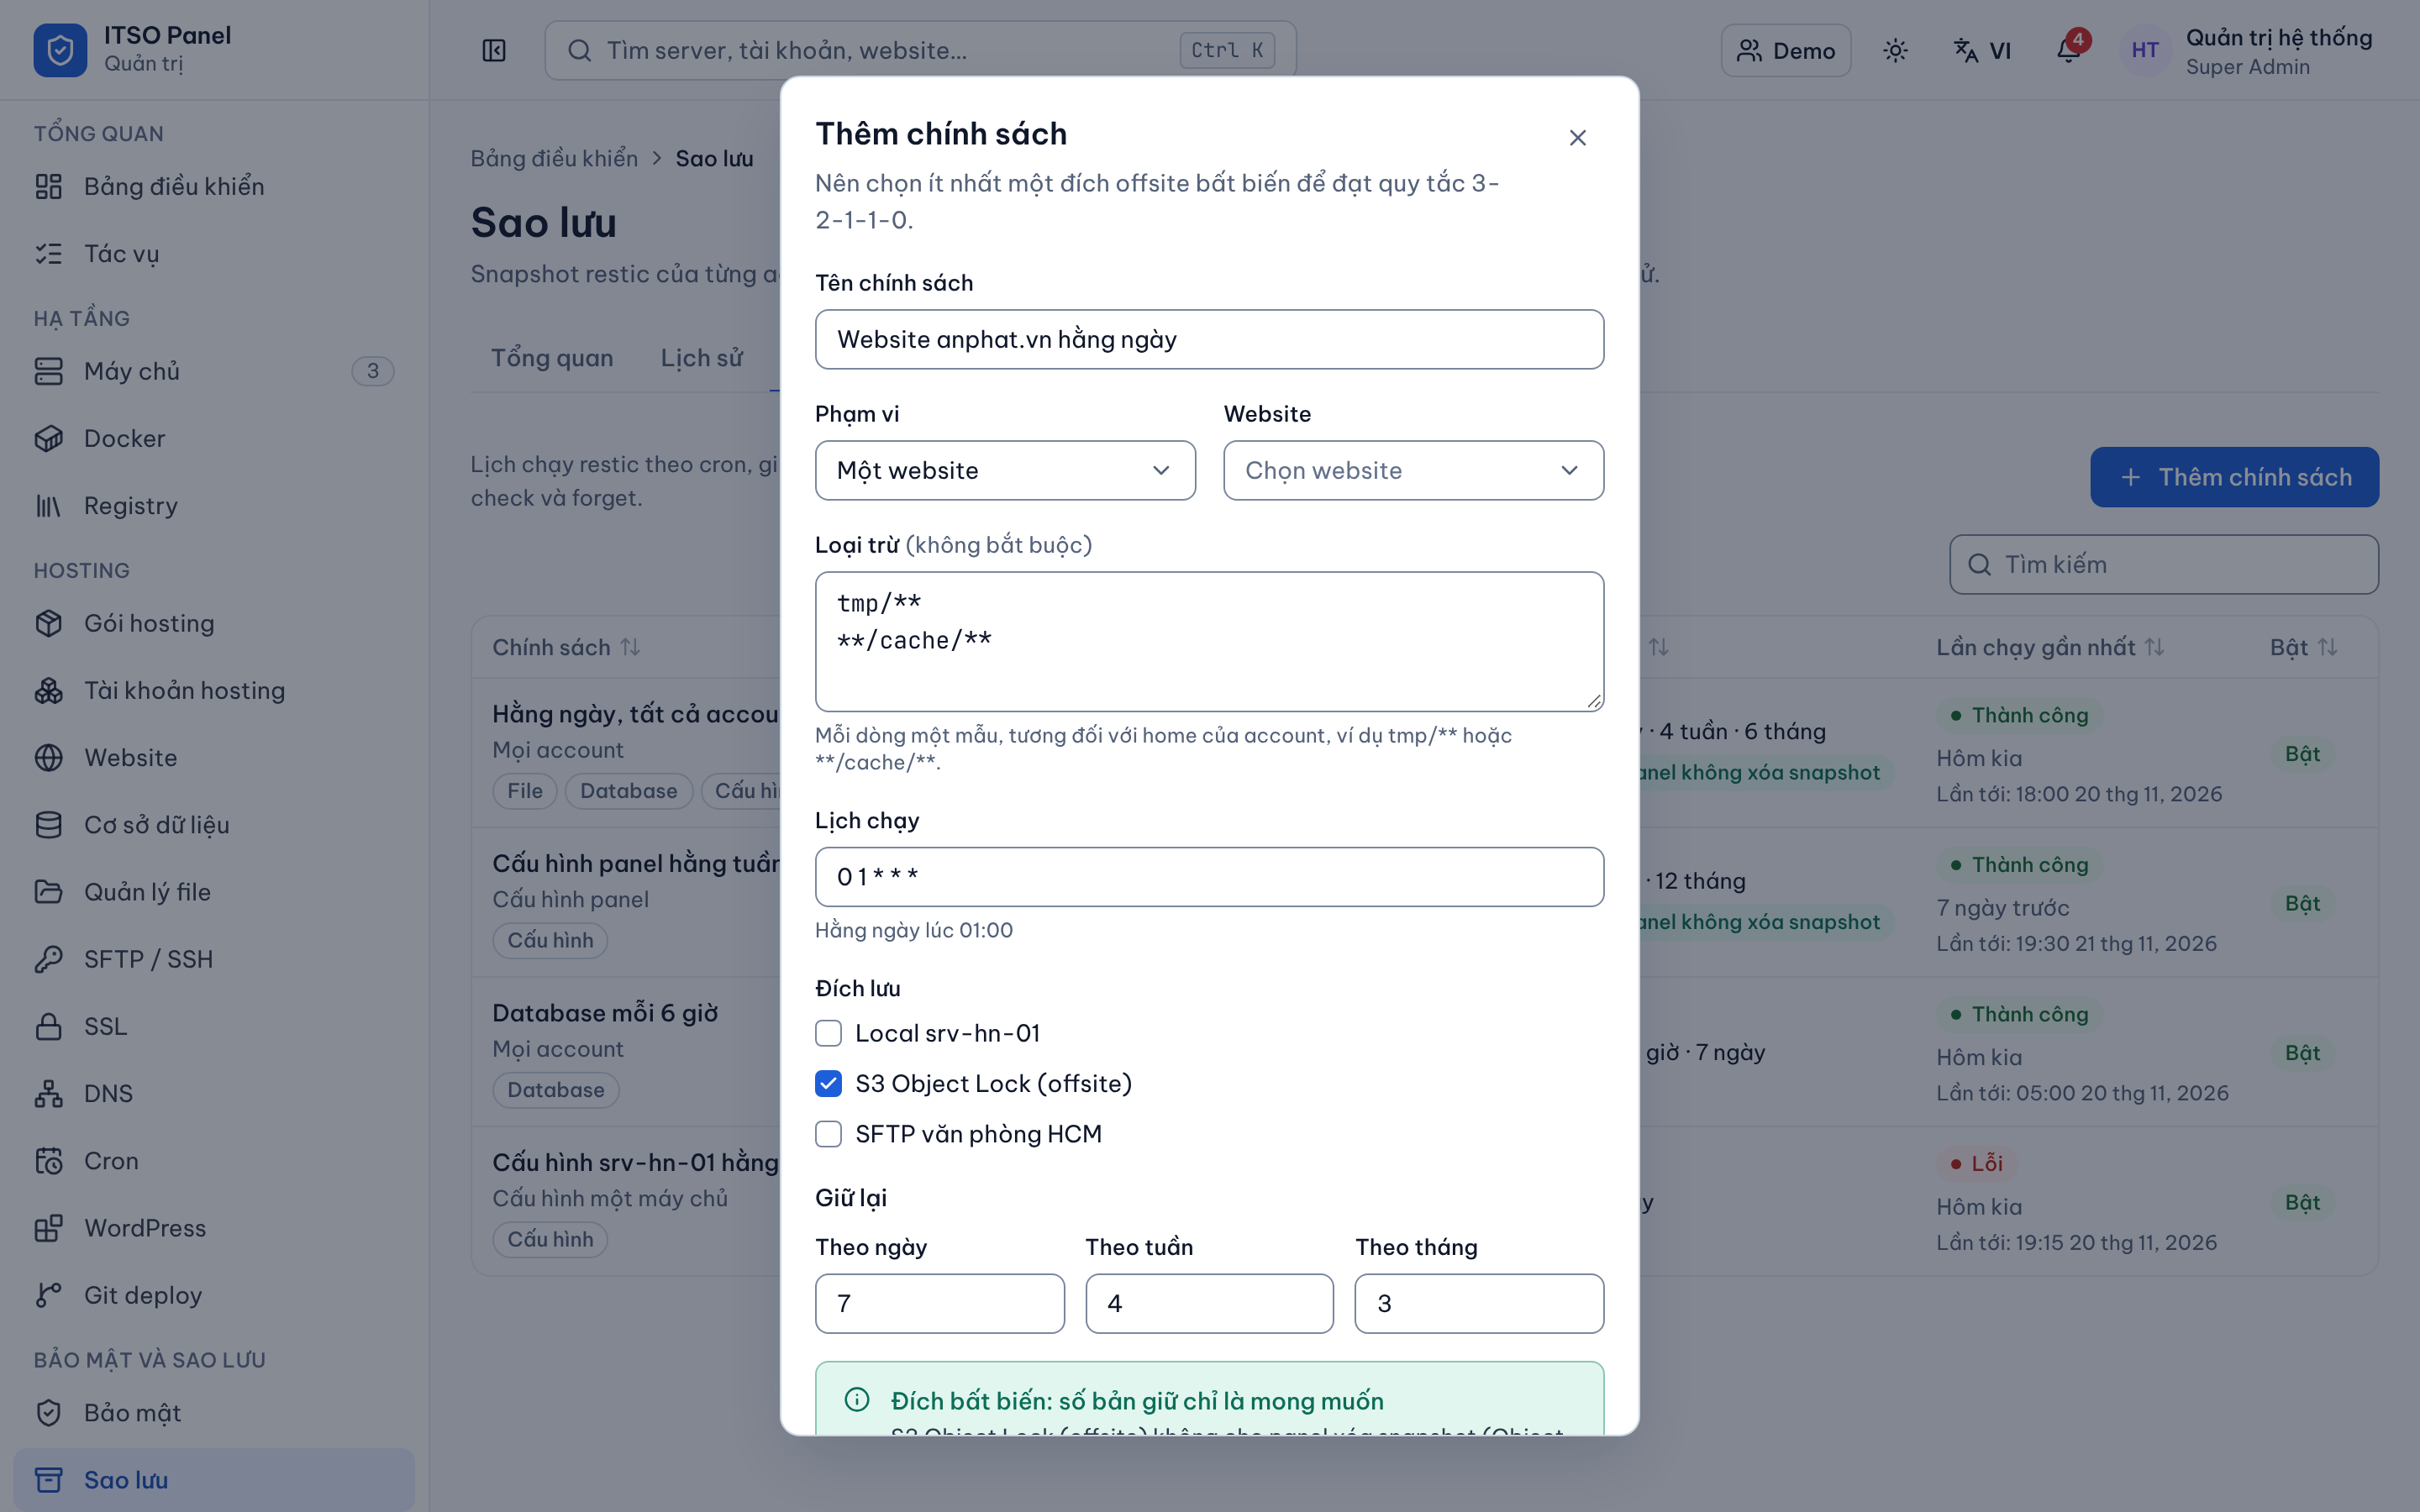 ITSO Panel
Quản trị
Tìm server, tài khoản, website...
Ctrl K
Demo
VI
4
HT
Quản trị hệ thống
Super Admin
TỔNG QUAN
Bảng điều khiển
Tác vụ
HẠ TẦNG
Máy chủ
3
Docker
Registry
HOSTING
Gói hosting
Tài khoản hosting
Website
Cơ sở dữ liệu
Quản lý file
SFTP / SSH
SSL
DNS
Cron
WordPress
Git deploy
BẢO MẬT VÀ SAO LƯU
Bảo mật
Sao lưu
Bảng điều khiển > Sao lưu
Sao lưu
Snapshot restic của từng
Tổng quan
Lịch sử
Lịch chạy restic theo cron,
check và forget.
Thêm chính sách
Tìm kiếm
Chính sách
Lần chạy gần nhất
Bật
Hằng ngày, tất cả
Mọi account
File
Database
Cấu
· 4 tuần · 6 tháng
không xóa snapshot
Thành công
Hôm kia
Lần tới: 18:00 20 thg 11, 2026
Bật
Cấu hình panel hằng tuần
Cấu hình panel
Cấu hình
· 12 tháng
không xóa snapshot
Thành công
7 ngày trước
Lần tới: 19:30 21 thg 11, 2026
Bật
Database mỗi 6 giờ
Mọi account
Database
giờ · 7 ngày
Thành công
Hôm kia
Lần tới: 05:00 20 thg 11, 2026
Bật
Cấu hình srv-hn-01 hằng
Cấu hình một máy chủ
Cấu hình
Lỗi
Hôm kia
Lần tới: 19:15 20 thg 11, 2026
Bật
Thêm chính sách
Nên chọn ít nhất một đích offsite bất biến để đạt quy tắc 3-
2-1-1-0.
Tên chính sách
Website anphat.vn hằng ngày
Phạm vi
Website
Một website
Chọn website
Loại trừ (không bắt buộc)
tmp/**
**/cache/**
Mỗi dòng một mẫu, tương đối với home của account, ví dụ tmp/** hoặc
**/cache/**.
Lịch chạy
0 1 * * *
Hằng ngày lúc 01:00
Đích lưu
Local srv-hn-01
S3 Object Lock (offsite)
SFTP văn phòng HCM
Giữ lại
Theo ngày
Theo tuần
Theo tháng
7
4
3
Đích bất biến: số bản giữ chỉ là mong muốn
S3 Object Lock (offsite) không cho panel xóa snapshot (Object